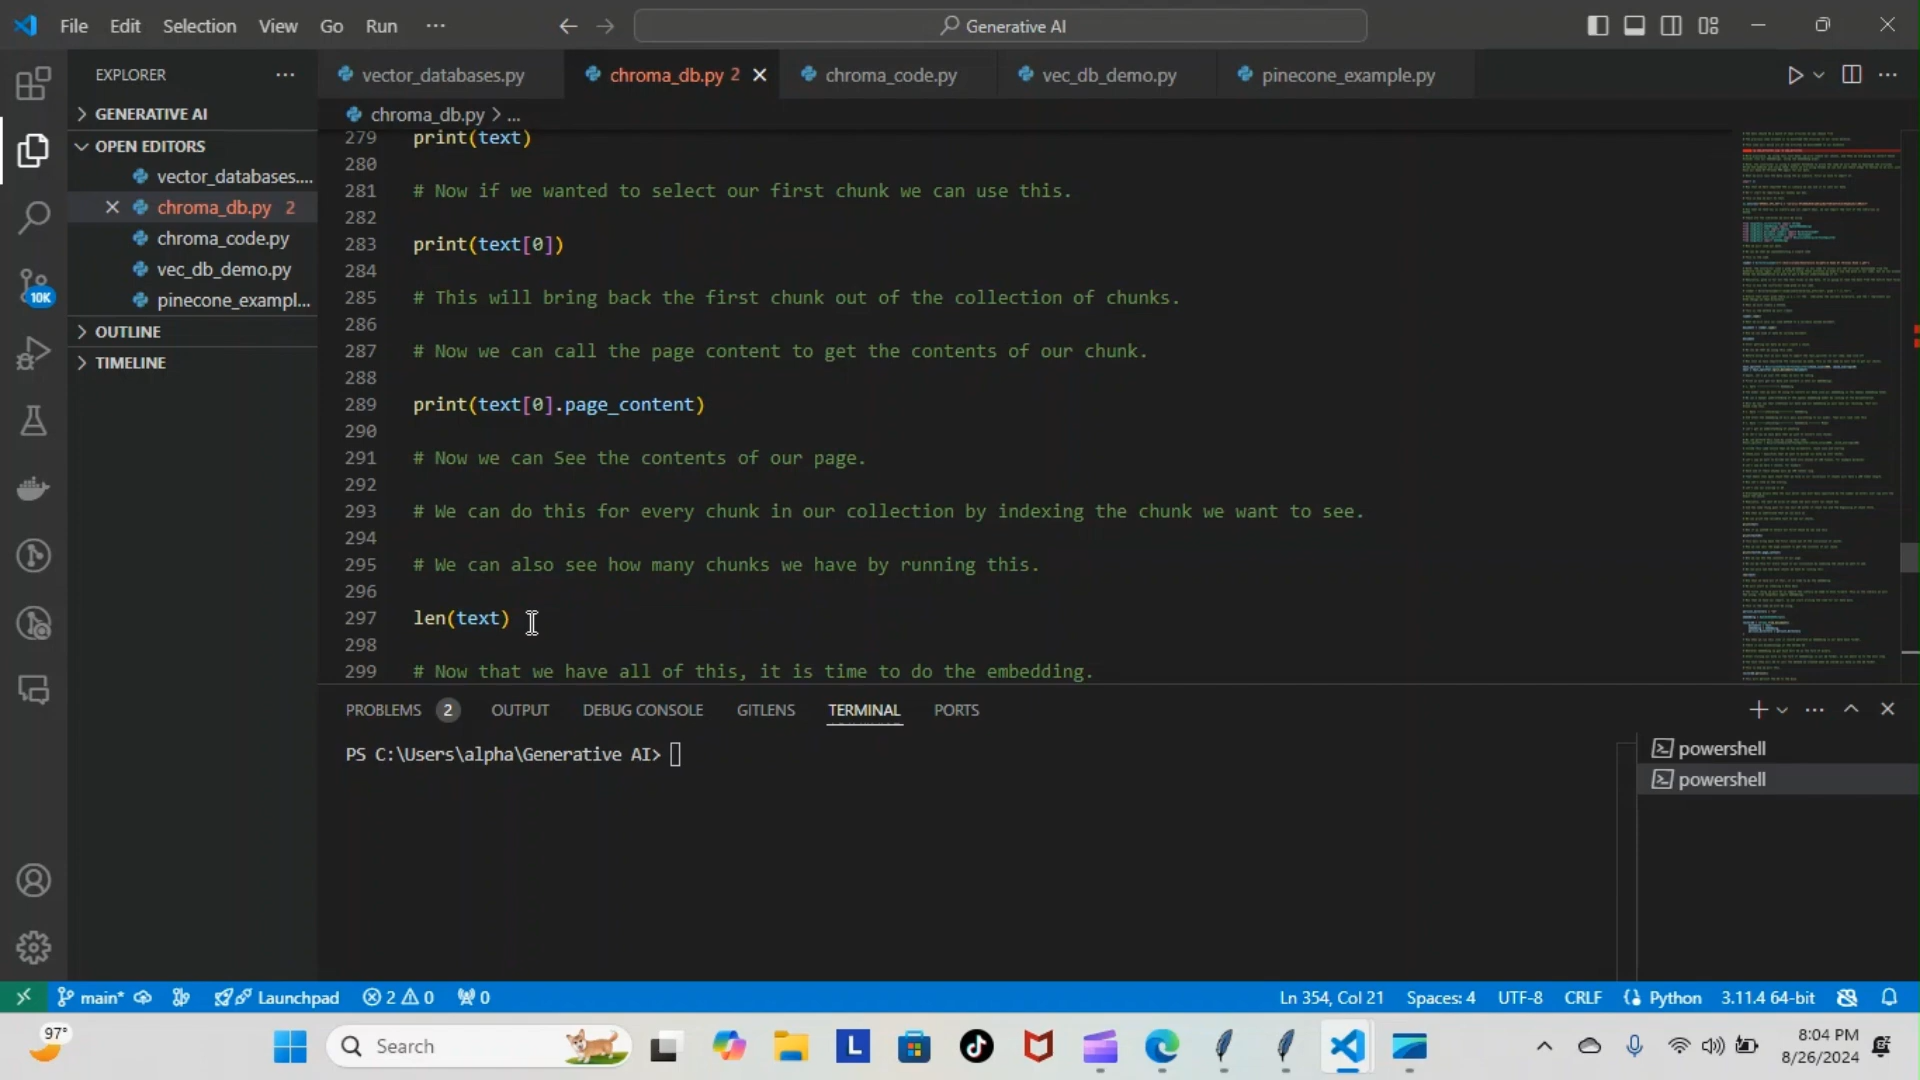 File Edit Selection View Go Run ··· Generative AI
EXPLORER ···
vector_databases.py chroma_db.py 2 chroma_code.py vec_db_demo.py pinecone_example.py ···
GENERATIVE AI
chroma_db.py > ...
OPEN EDITORS
vector_databases....
chroma_db.py 2
chroma_code.py
vec_db_demo.py
pinecone_exampl...
OUTLINE
TIMELINE
10K
279 print(text)
280
281 # Now if we wanted to select our first chunk we can use this.
282
283 print(text[0])
284
285 # This will bring back the first chunk out of the collection of chunks.
286
287 # Now we can call the page content to get the contents of our chunk.
288
289 print(text[0].page_content)
290
291 # Now we can See the contents of our page.
292
293 # We can do this for every chunk in our collection by indexing the chunk we want to see.
294
295 # We can also see how many chunks we have by running this.
296
297 len(text)
298
299 # Now that we have all of this, it is time to do the embedding.
PROBLEMS 2 OUTPUT DEBUG CONSOLE GITLENS TERMINAL PORTS
PS C:\Users\alpha\Generative AI>
powershell
powershell
main* Launchpad 2 0 0 Ln 354, Col 21 Spaces: 4 UTF-8 CRLF Python 3.11.4 64-bit
97°
Search
L
8:04 PM
8/26/2024